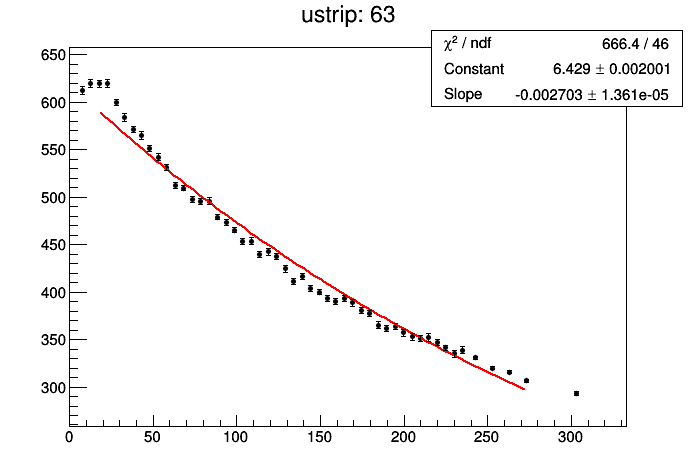 ustrip: 63
χ² / ndf 666.4 / 46
Constant 6.429 ± 0.002001
Slope -0.002703 ± 1.361e-05
650
600
550
500
450
400
350
300
0 50 100 150 200 250 300